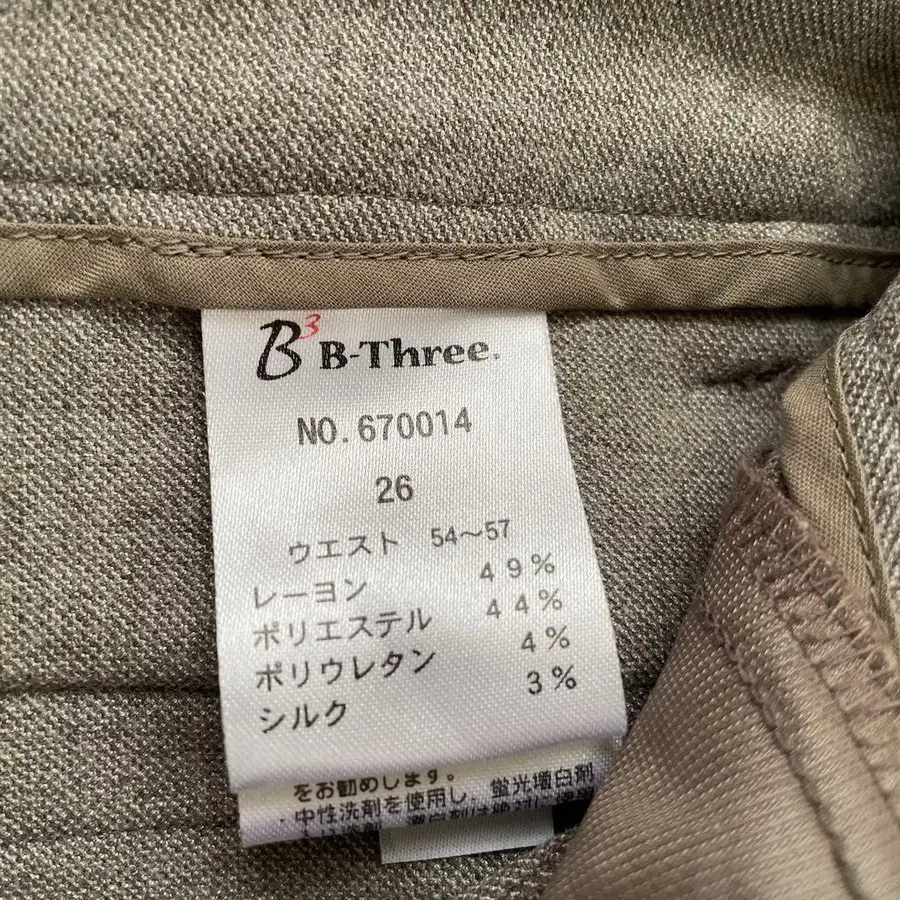 B3 B-Three.
NO. 670014
26
ウエスト 54～57
レーヨン 49%
ポリエステル 44%
ポリウレタン 4%
シルク 3%
をお勧めします。
・中性洗剤を使用し、蛍光増白剤